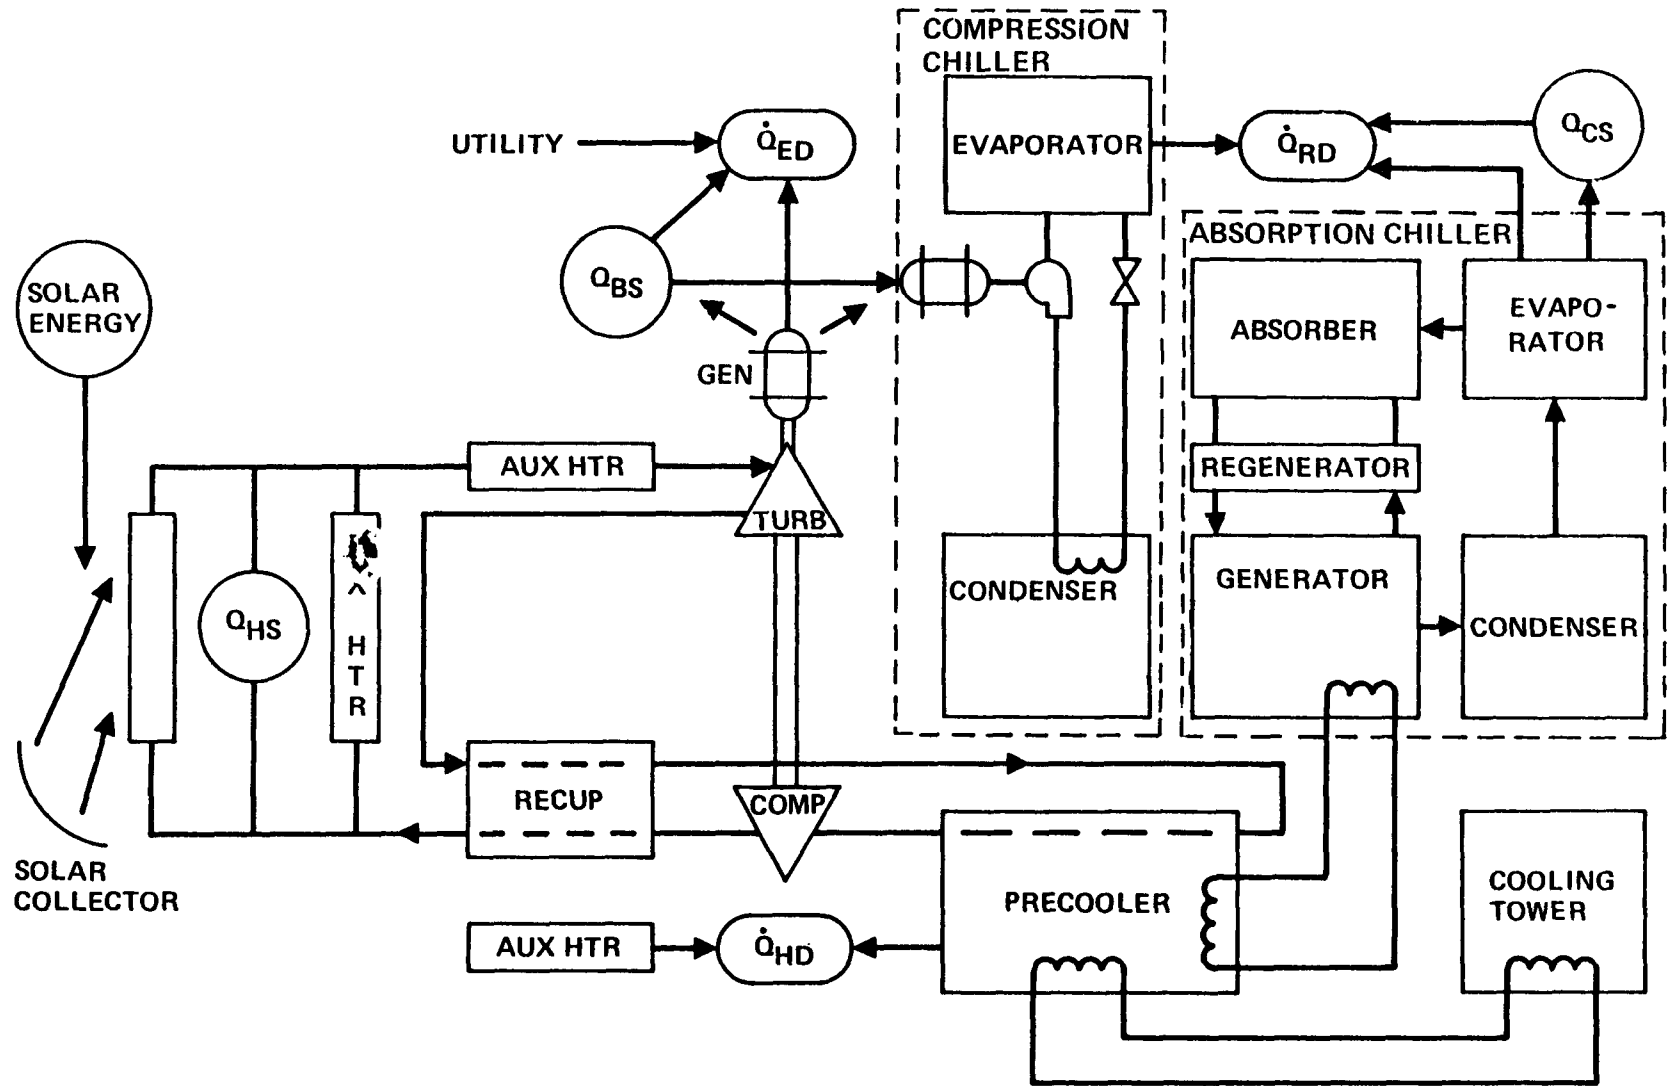 COMPRESSION
CHILLER
EVAPORATOR
UTILITY
Q̇ED
Q̇RD
QCS
ABSORPTION CHILLER
QBS
SOLAR
ENERGY
ABSORBER
EVAPO-
RATOR
GEN
AUX HTR
REGENERATOR
TURB
CONDENSER
GENERATOR
QHS
HTR
CONDENSER
RECUP
COMP
SOLAR
COLLECTOR
PRECOOLER
COOLING
TOWER
AUX HTR
Q̇HD